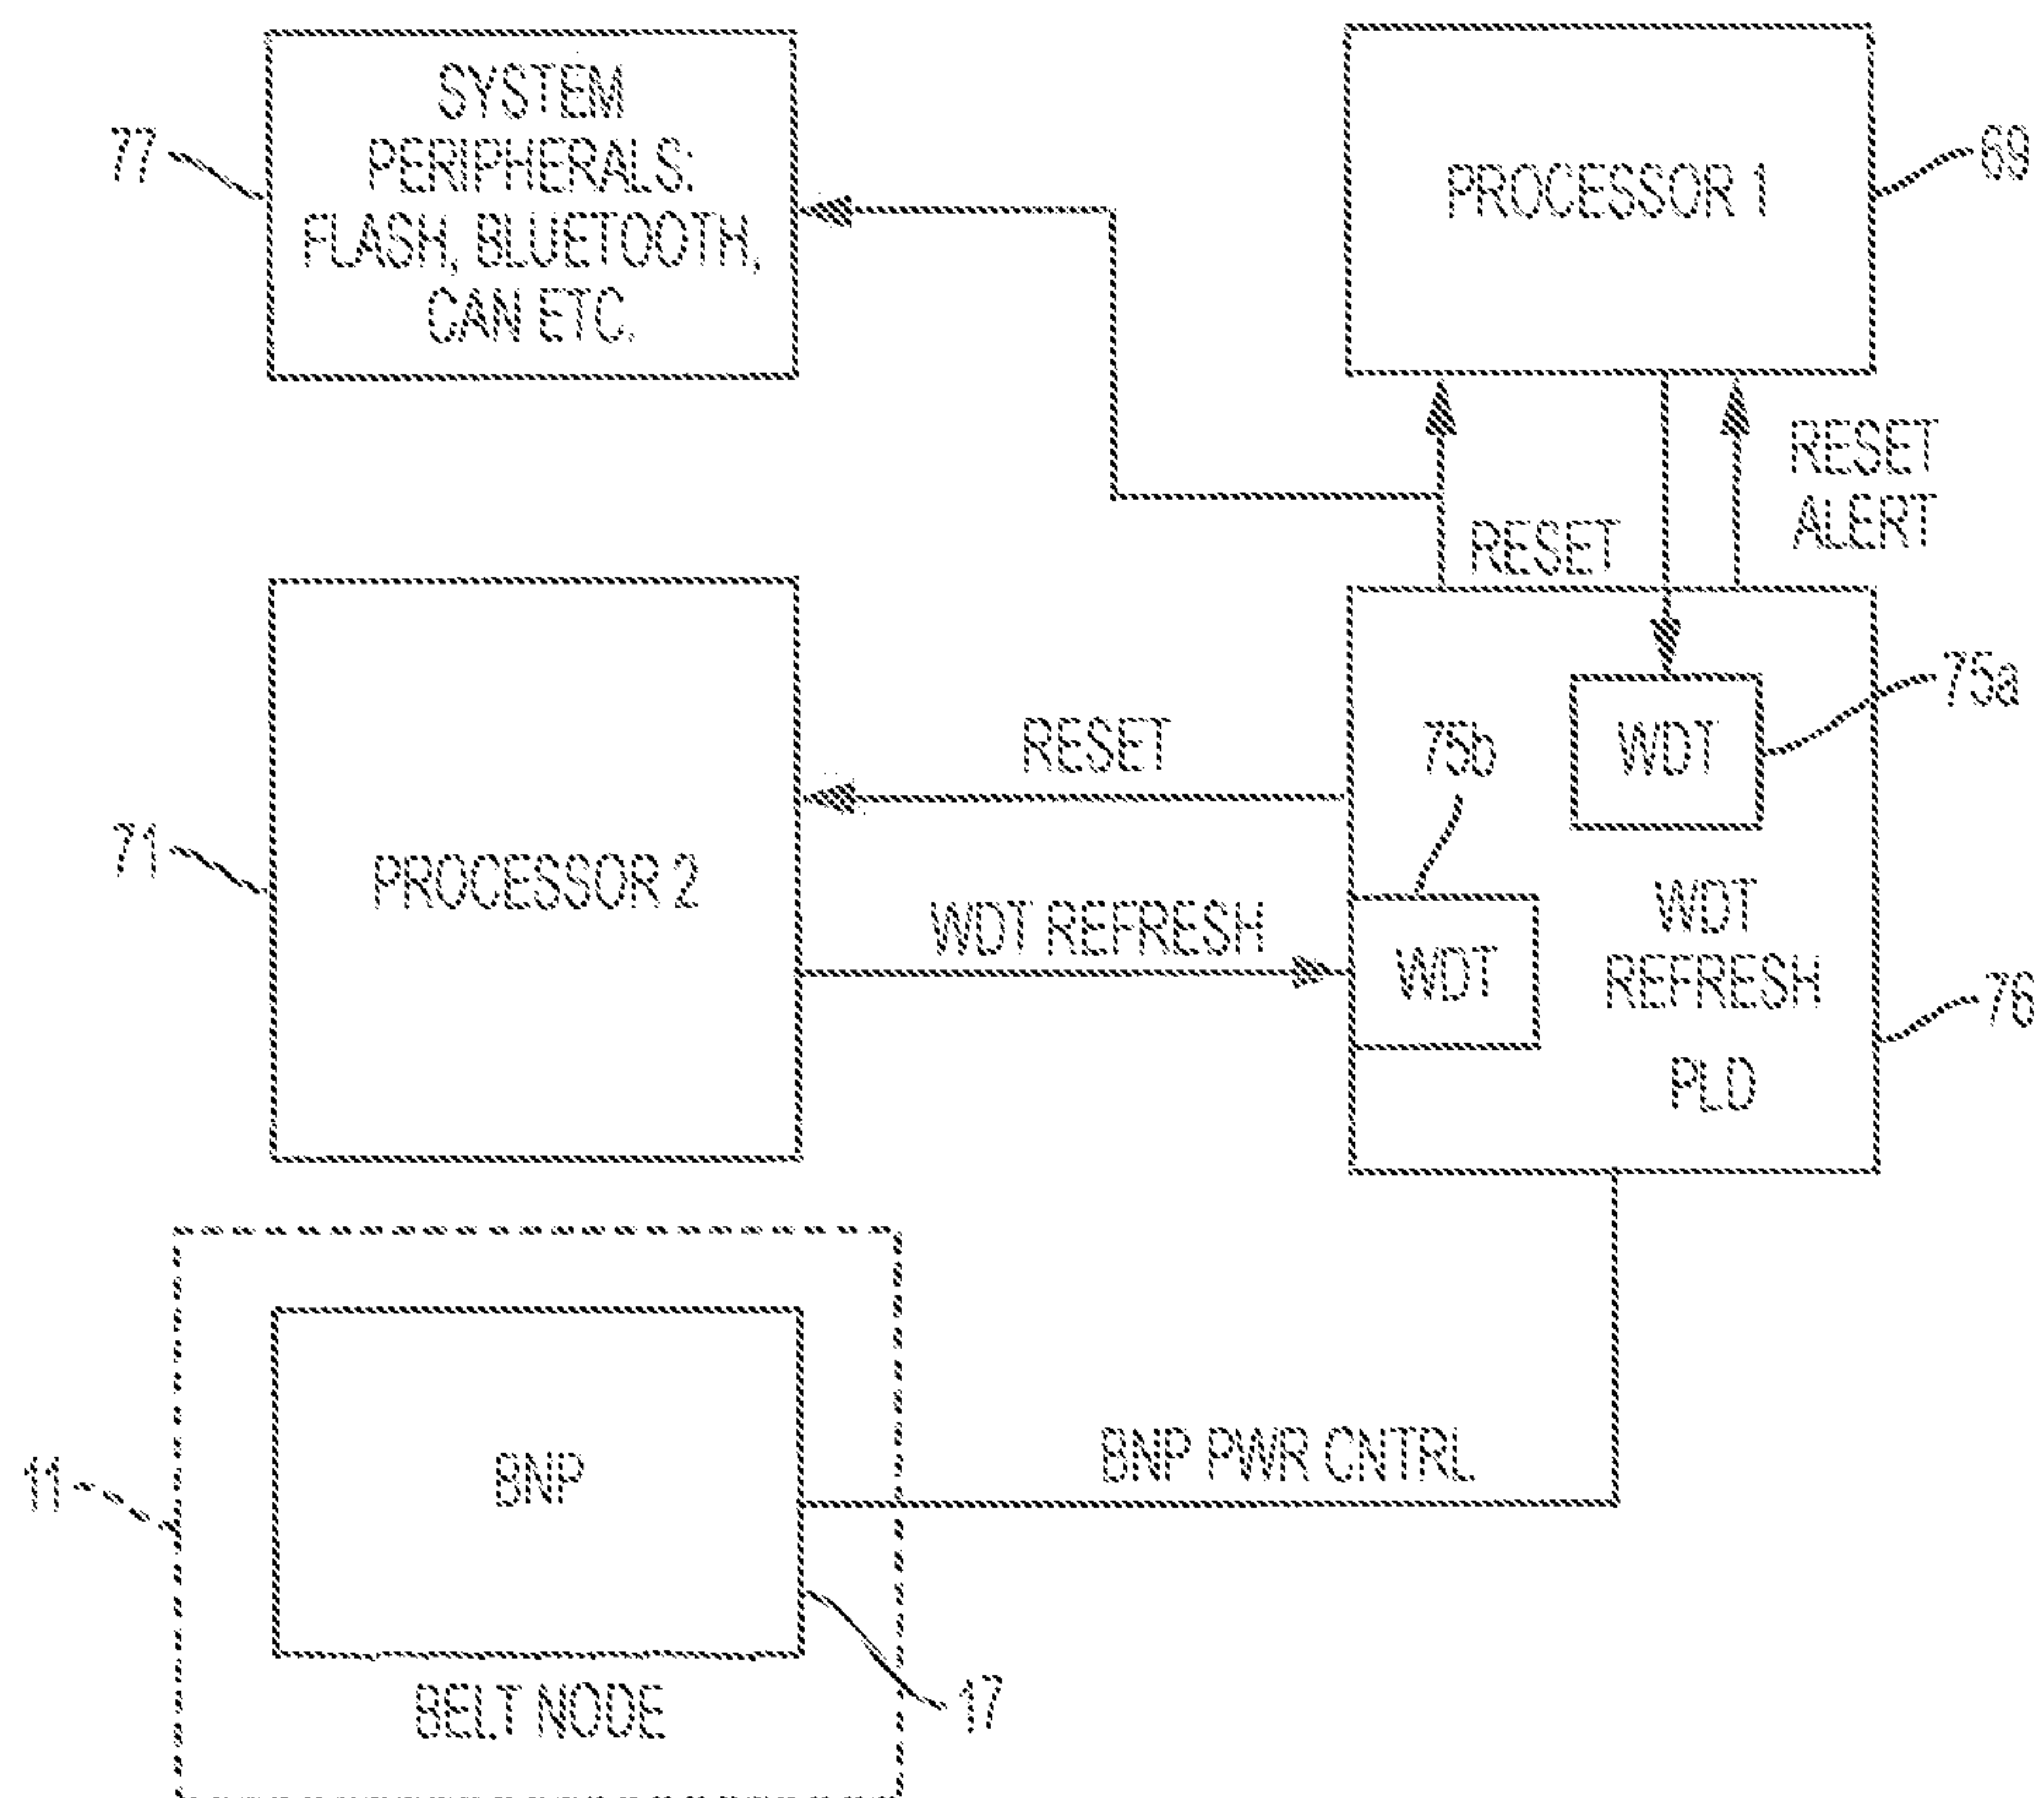 SYSTEM
PERIPHERALS:
FLASH, BLUETOOTH,
CAN ETC.
77
PROCESSOR 1
69
RESET
ALERT
RESET
PROCESSOR 2
71
RESET
WDT REFRESH
75b
WDT
75a
WDT
WDT
REFRESH
PLD
76
BNP
BELT NODE
11
17
BNP PWR CNTRL